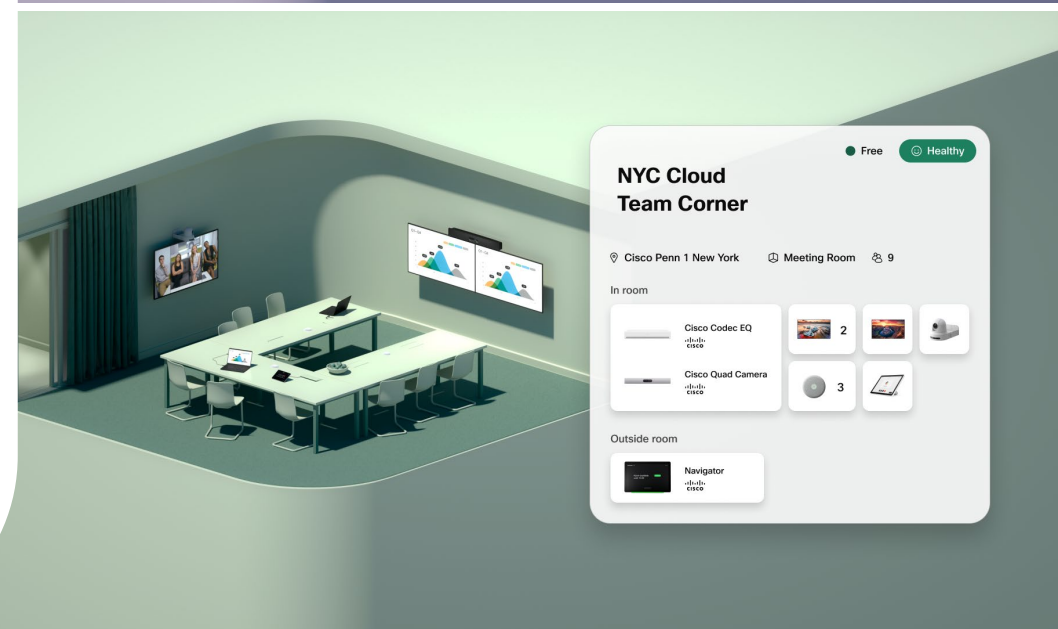 Free
Healthy
NYC Cloud
Team Corner
Cisco Penn 1 New York
Meeting Room
9
In room
Cisco Codec EQ
CISCO
2
Cisco Quad Camera
CISCO
3
Outside room
Navigator
CISCO